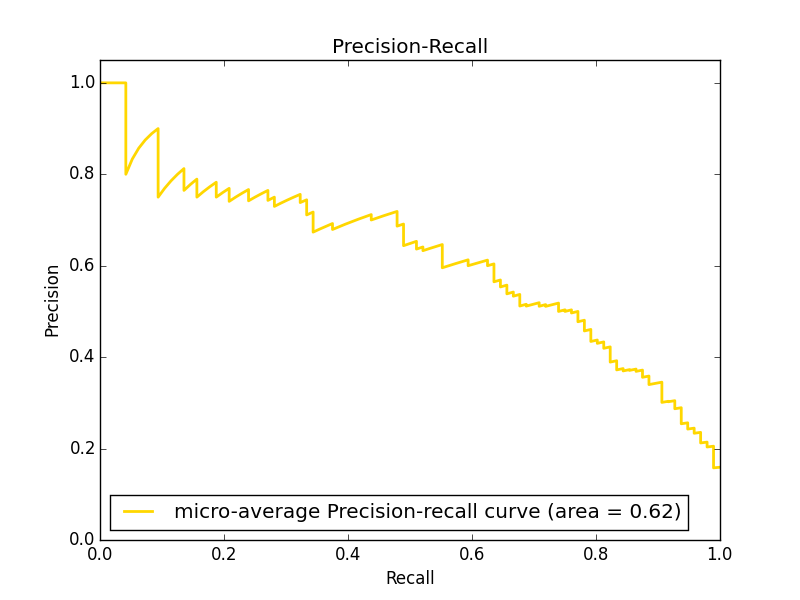 Precision-Recall
1.0
0.8
0.6
0.4
0.2
0.0
Precision
micro-average Precision-recall curve (area = 0.62)
0.0 0.2 0.4 0.6 0.8 1.0
Recall